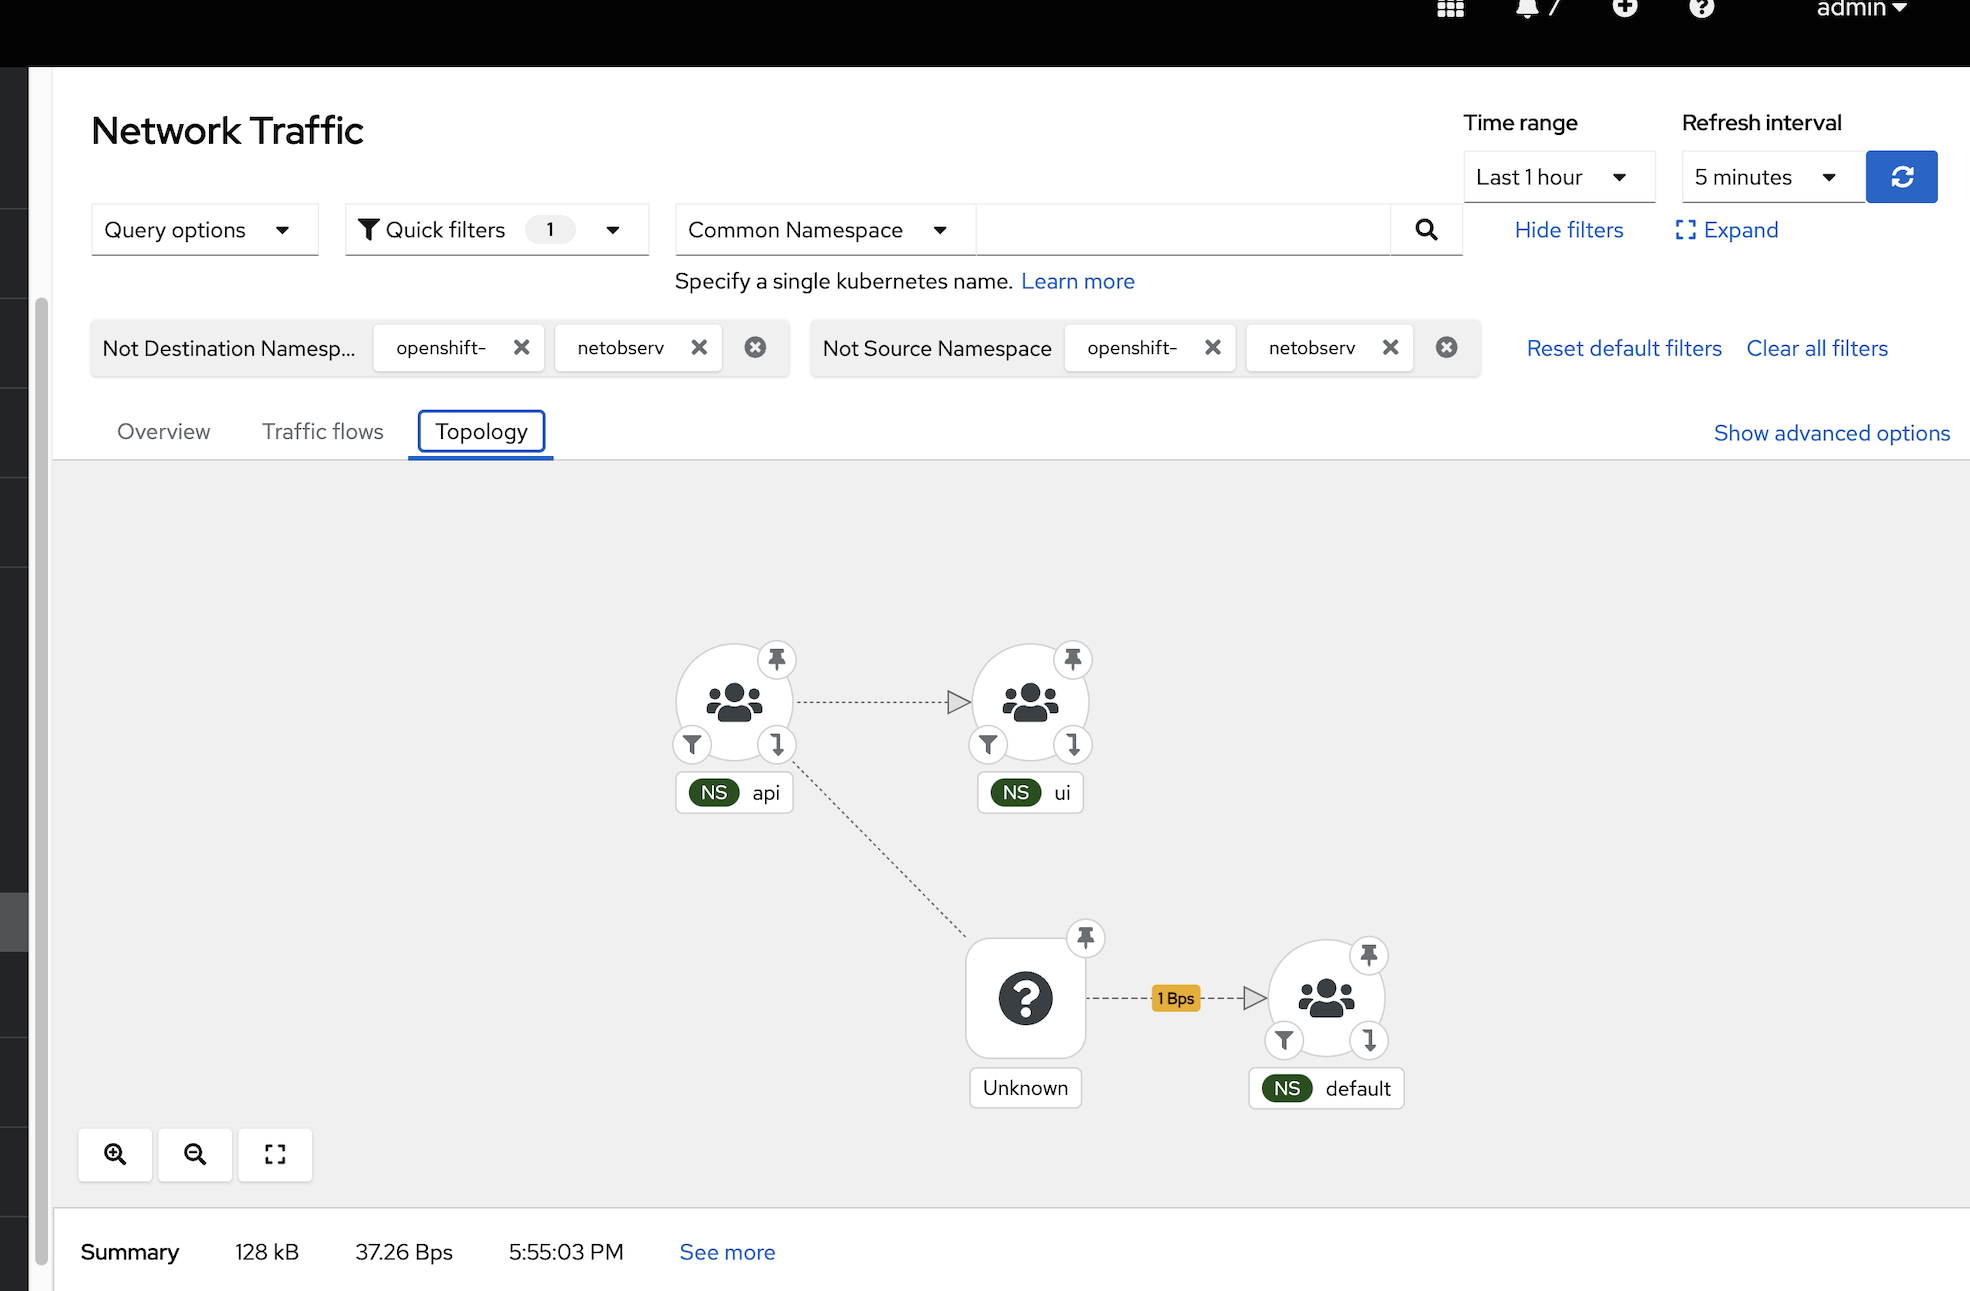 admin
Network Traffic
Time range
Refresh interval
Last 1 hour
5 minutes
Query options
Quick filters 1
Common Namespace
Hide filters
Expand
Specify a single kubernetes name. Learn more
Not Destination Namesp... openshift- netobserv
Not Source Namespace openshift- netobserv
Reset default filters
Clear all filters
Overview
Traffic flows
Topology
Show advanced options
NS api
NS ui
1 Bps
Unknown
NS default
Summary 128 kB 37.26 Bps 5:55:03 PM See more